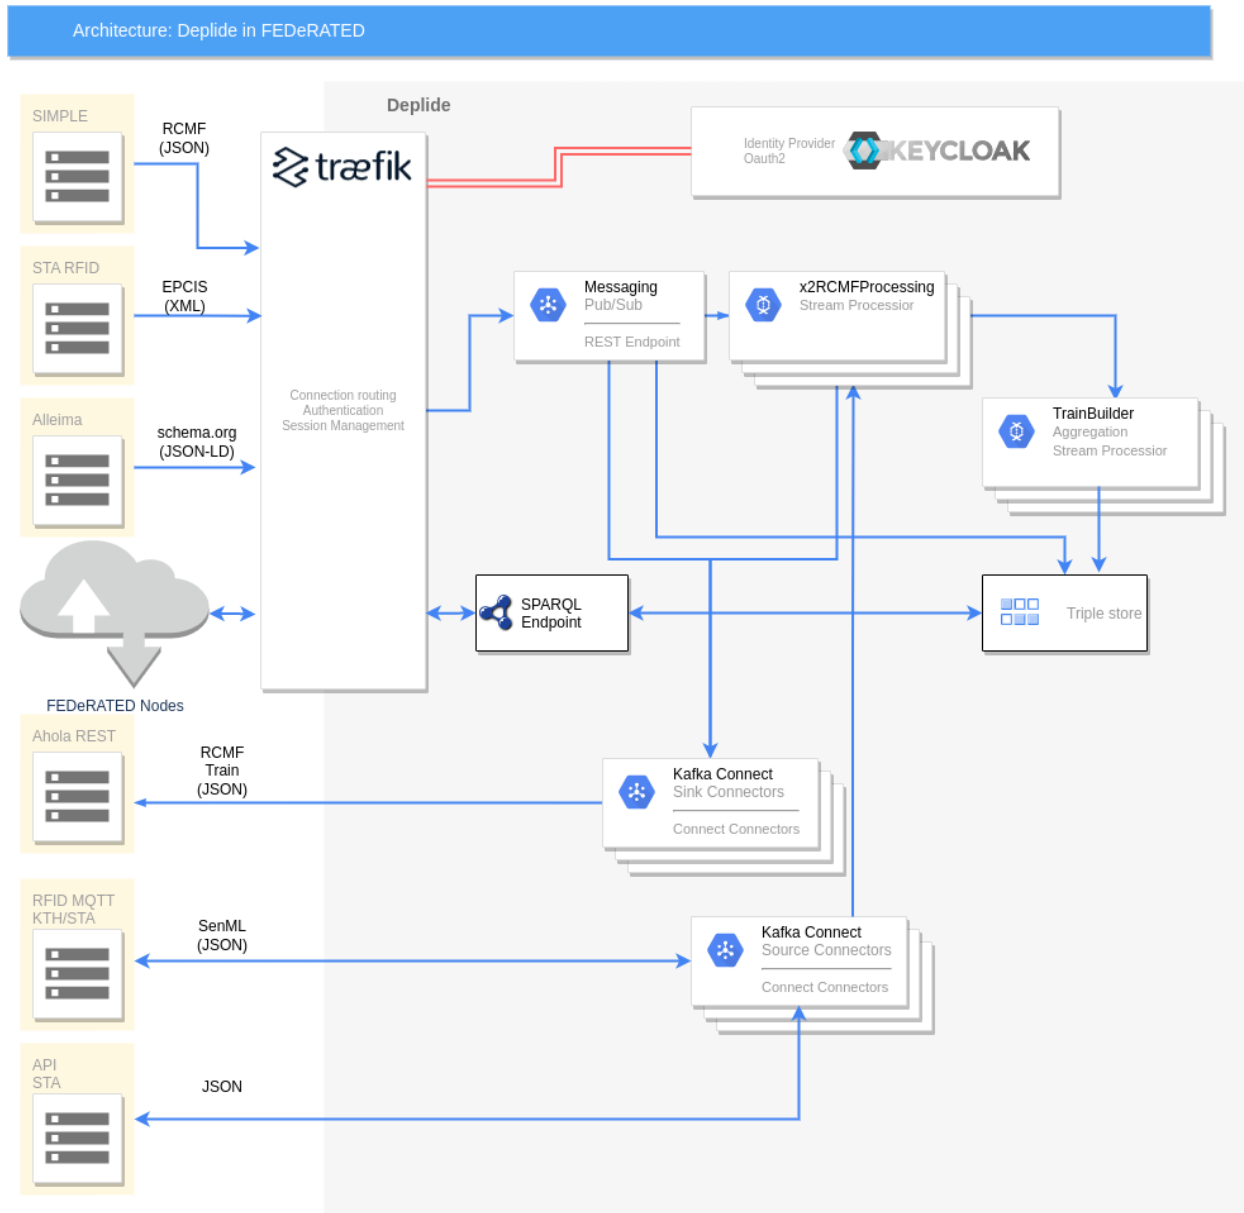 Architecture: Deplide in FEDeRATED
Deplide
SIMPLE
RCMF
(JSON)
træfik
Identity Provider
Oauth2
KEYCLOAK
STA RFID
EPCIS
(XML)
Messaging
Pub/Sub
REST Endpoint
x2RCMFProcessing
Stream Processior
Connection routing
Authentication
Session Management
Alleima
schema.org
(JSON-LD)
TrainBuilder
Aggregation
Stream Processior
SPARQL
Endpoint
Triple store
FEDeRATED Nodes
Ahola REST
RCMF
Train
(JSON)
Kafka Connect
Sink Connectors
Connect Connectors
RFID MQTT
KTH/STA
SenML
(JSON)
Kafka Connect
Source Connectors
Connect Connectors
API
STA
JSON